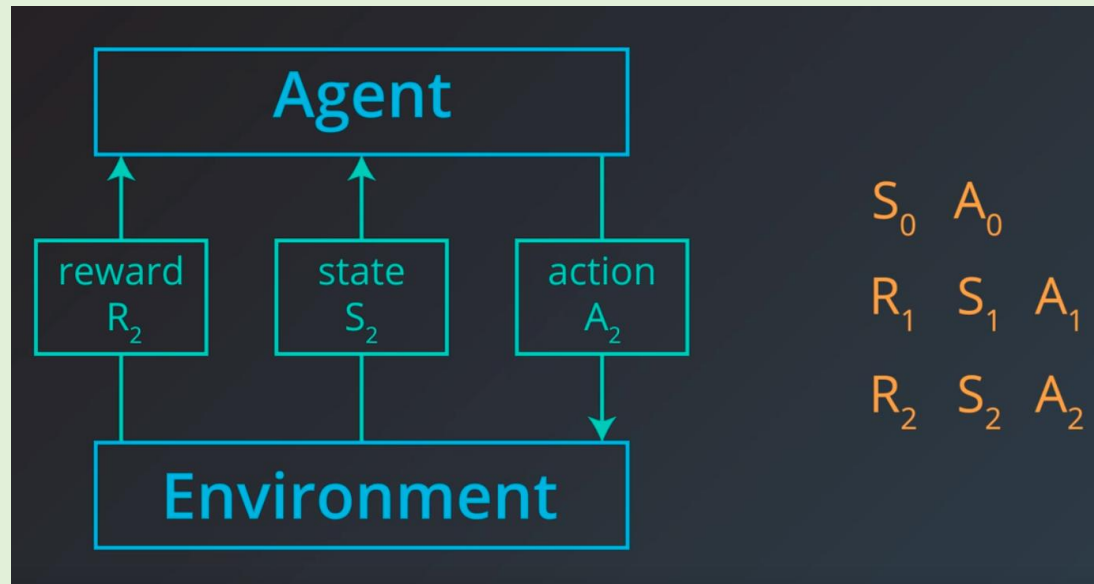 Agent
reward
R₂
state
S₂
action
A₂
Environment
S₀ A₀
R₁ S₁ A₁
R₂ S₂ A₂